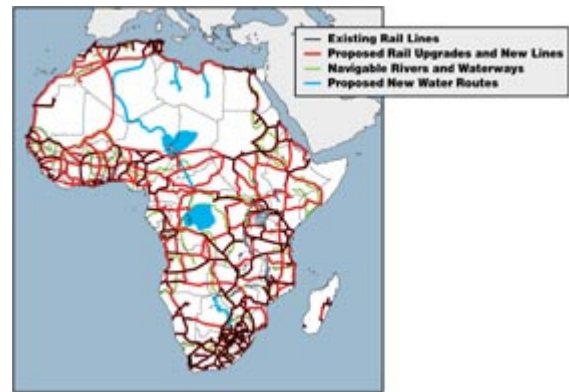 Existing Rail Lines
Proposed Rail Upgrades and New Lines
Navigable Rivers and Waterways
Proposed New Water Routes